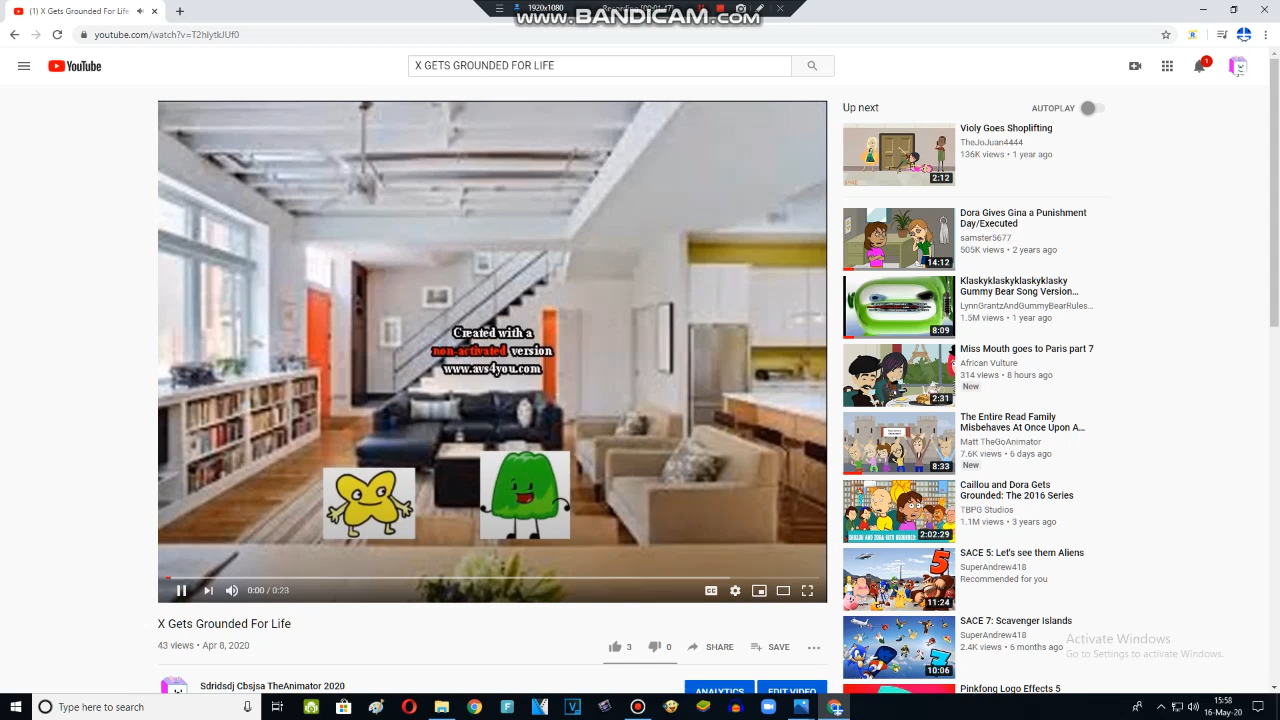 (1) X Gets Grounded For Life
1920x1080
www.BANDICAM.com
youtube.com/watch?v=T2hlytkJUf0
YouTube
X GETS GROUNDED FOR LIFE
1
Created with a
non-activated version
www.avs4you.com
0:00 / 0:23
X Gets Grounded For Life
43 views • Apr 8, 2020
3
0
SHARE
SAVE
Sdridsdj Cbsjsa TheAnimator 2020
ANALYTICS
EDIT VIDEO
Up next
AUTOPLAY
2:12
Violy Goes Shoplifting
TheJoJuan4444
136K views • 1 year ago
14:12
Dora Gives Gina a Punishment
Day/Executed
samster5677
505K views • 2 years ago
8:09
Klaskyklaskyklaskyklasky
Gummy Bear Song Version...
LynnGrantzAndGummyBearRules...
1.5M views • 1 year ago
2:31
Miss Mouth goes to Paris part 7
African Vulture
314 views • 8 hours ago
New
8:33
The Entire Read Family
Misbehaves At Once Upon A...
Matt TheGoAnimator
7.6K views • 6 days ago
New
CAILLOU AND DORA GETS GROUNDED:
2:02:29
Caillou and Dora Gets
Grounded: The 2016 Series
TBPG Studios
1.1M views • 3 years ago
5
11:24
SACE 5: Let's see them Aliens
SuperAndrew418
Recommended for you
7
10:06
SACE 7: Scavenger Islands
SuperAndrew418
2.4K views • 6 months ago
Pinkfong Logo Effects 5
Activate Windows
Go to Settings to activate Windows.
Type here to search
15:58
16-May-20